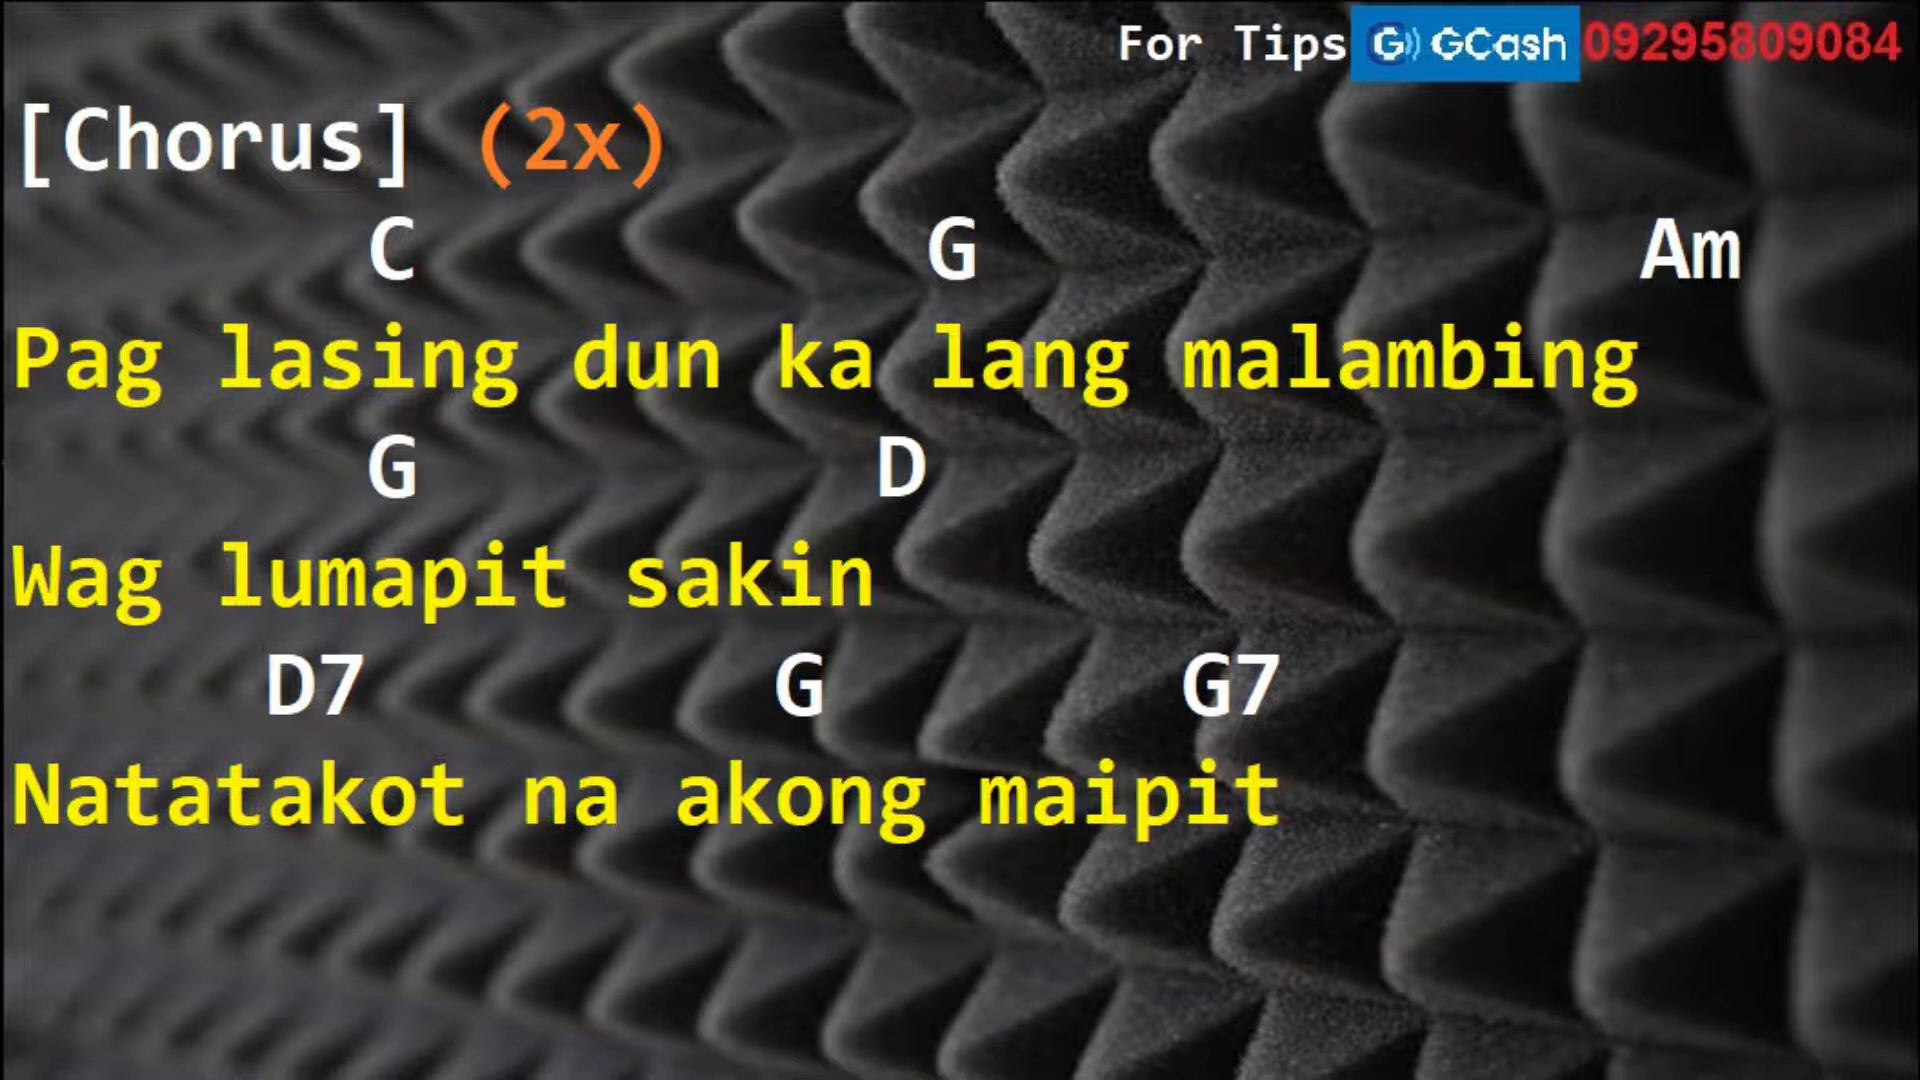 For Tips GCash 09295809084
[Chorus] (2x)
C G Am
Pag lasing dun ka lang malambing
G D
Wag lumapit sakin
D7 G G7
Natatakot na akong maipit